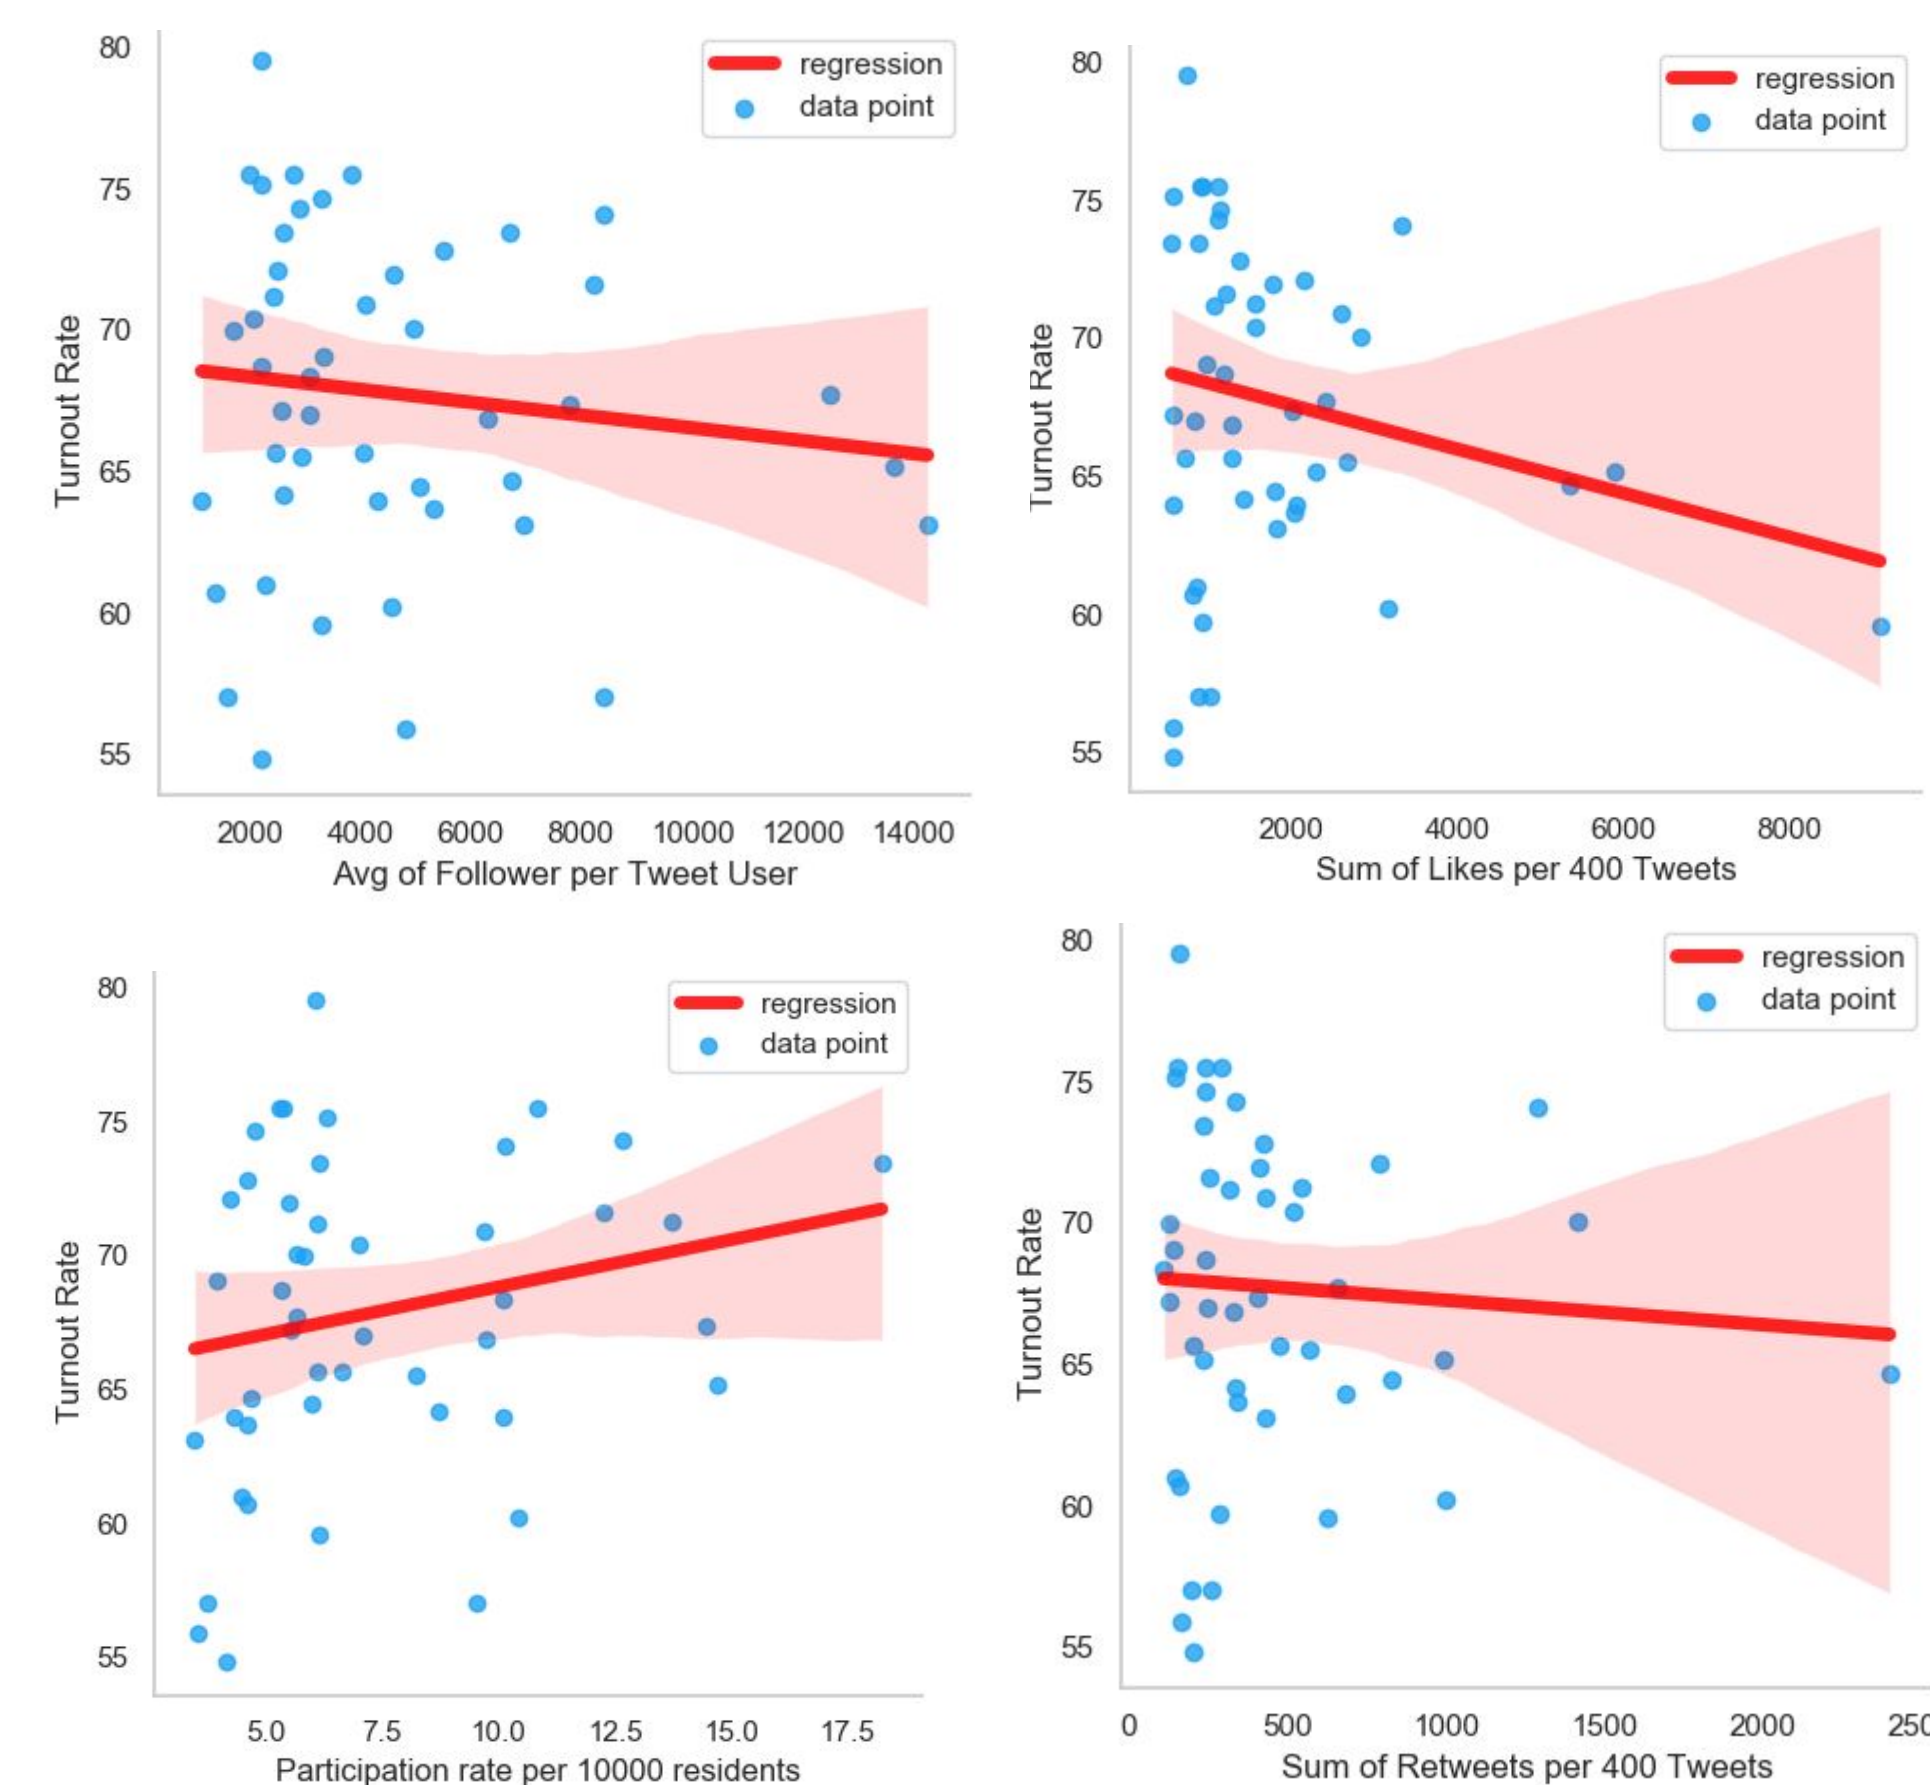 80
75
70
65
60
55
Turnout Rate
regression
data point
2000 4000 6000 8000 10000 12000 14000
Avg of Follower per Tweet User
80
75
70
65
60
55
Turnout Rate
regression
data point
2000 4000 6000 8000
Sum of Likes per 400 Tweets
80
75
70
65
60
55
Turnout Rate
regression
data point
5.0 7.5 10.0 12.5 15.0 17.5
Participation rate per 10000 residents
80
75
70
65
60
55
Turnout Rate
regression
data point
0 500 1000 1500 2000
Sum of Retweets per 400 Tweets